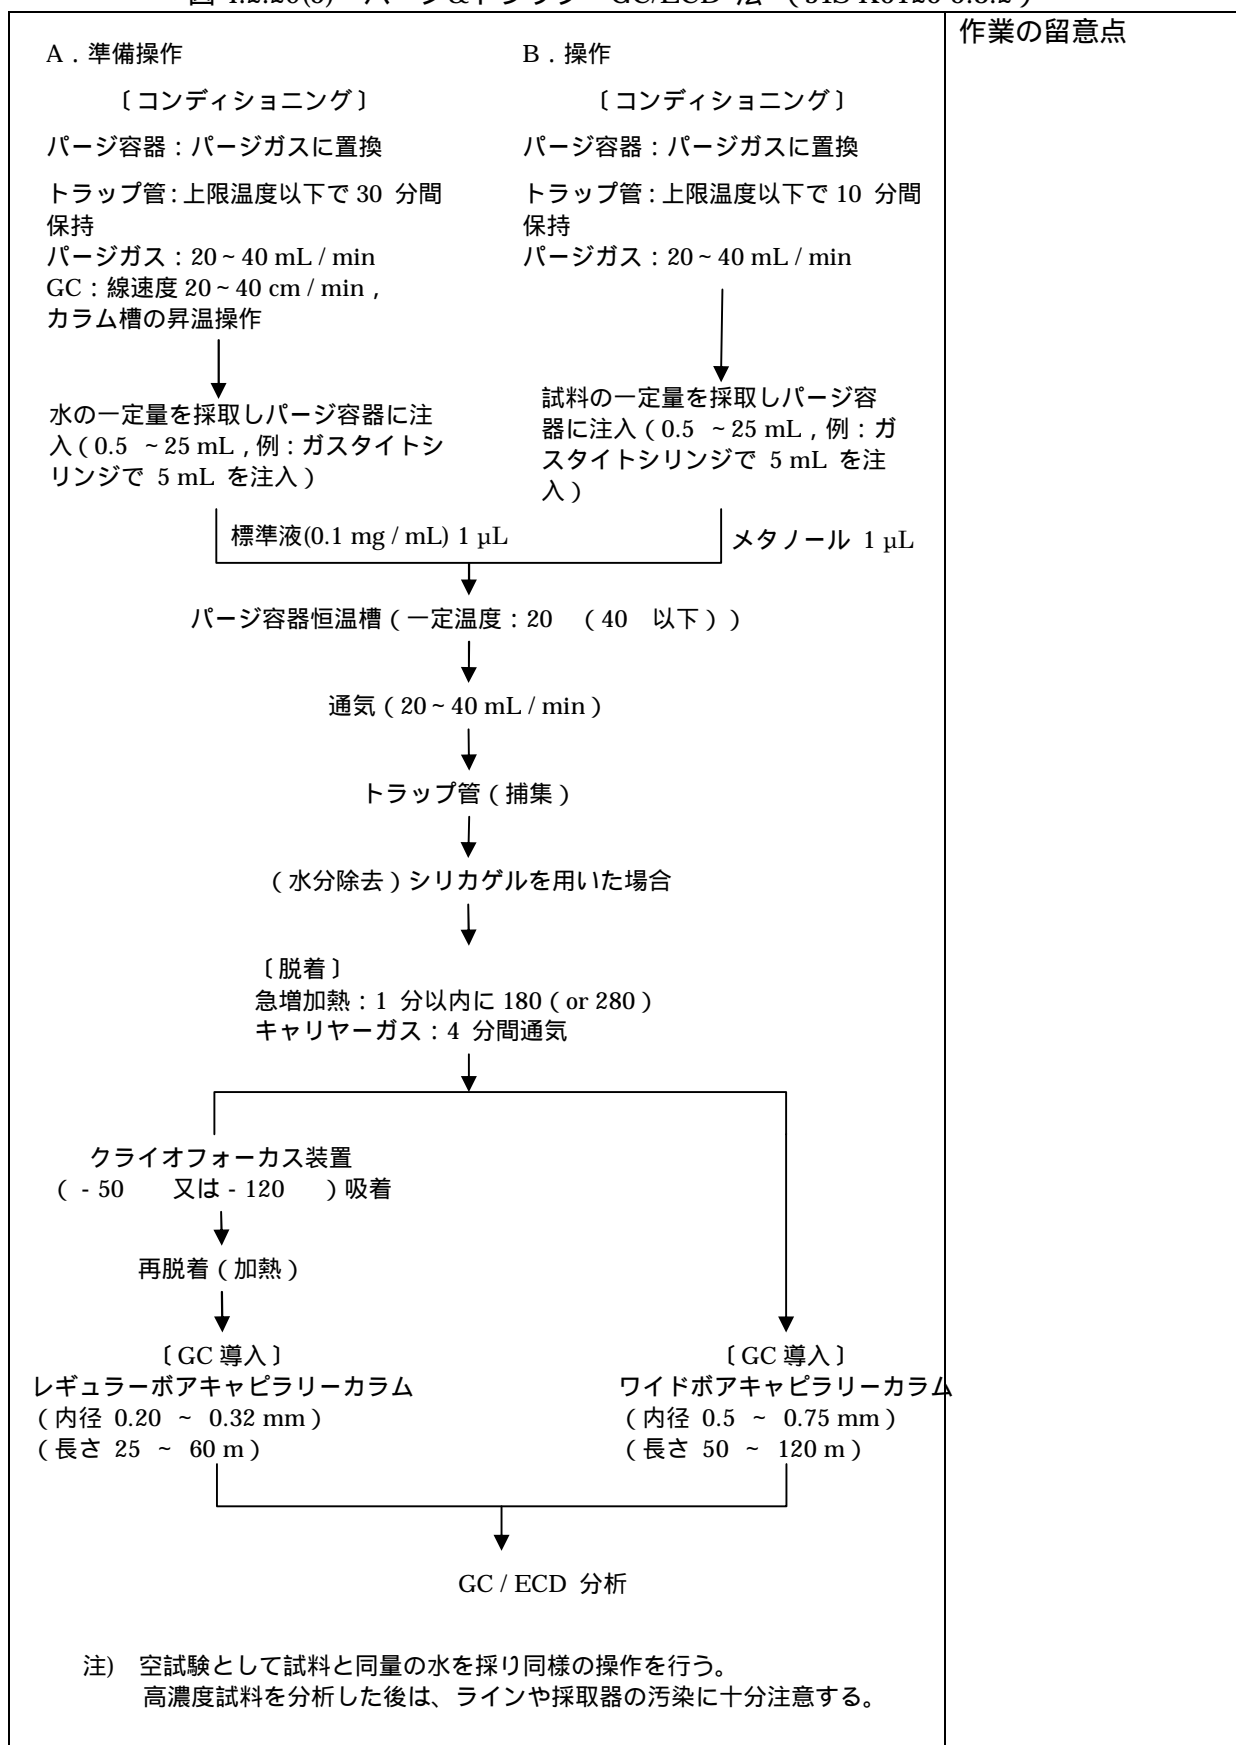 作業の留意点
A．準備操作
〔コンディショニング〕
パージ容器：パージガスに置換
トラップ管：上限温度以下で 30 分間
保持
パージガス：20～40 mL / min
GC：線速度 20～40 cm / min，
カラム槽の昇温操作
水の一定量を採取しパージ容器に注
入（0.5 ～25 mL，例：ガスタイトシ
リンジで 5 mL を注入）
標準液(0.1 mg / mL) 1 µL
B．操作
〔コンディショニング〕
パージ容器：パージガスに置換
トラップ管：上限温度以下で 10 分間
保持
パージガス：20～40 mL / min
試料の一定量を採取しパージ容
器に注入（0.5 ～25 mL，例：ガ
スタイトシリンジで 5 mL を注
入）
メタノール 1 µL
パージ容器恒温槽（一定温度：20 （40 以下））
通気（20～40 mL / min）
トラップ管（捕集）
（水分除去）シリカゲルを用いた場合
〔脱着〕
急増加熱：1 分以内に 180（or 280）
キャリヤーガス：4 分間通気
クライオフォーカス装置
（ - 50 又は - 120 ）吸着
再脱着（加熱）
〔GC 導入〕
レギュラーボアキャピラリーカラム
（内径 0.20 ～ 0.32 mm）
（長さ 25 ～ 60 m）
〔GC 導入〕
ワイドボアキャピラリーカラム
（内径 0.5 ～ 0.75 mm）
（長さ 50 ～ 120 m）
GC / ECD 分析
注) 空試験として試料と同量の水を採り同様の操作を行う。
高濃度試料を分析した後は、ラインや採取器の汚染に十分注意する。